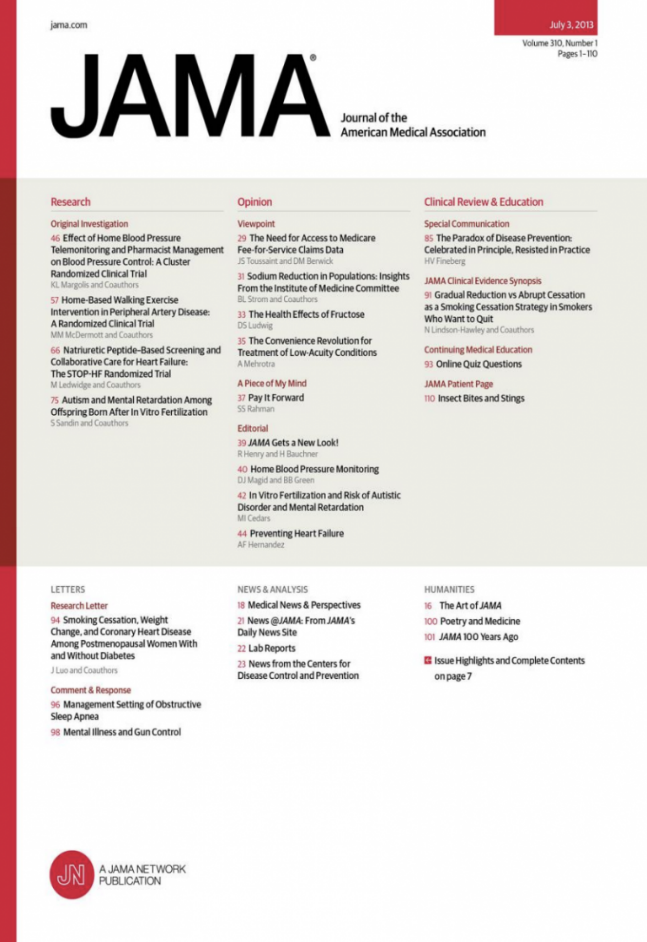 jama.com
July 3, 2013
Volume 310, Number 1
Pages 1–110
JAMA®
Journal of the
American Medical Association
Research
Original Investigation
46 Effect of Home Blood Pressure
Telemonitoring and Pharmacist Management
on Blood Pressure Control: A Cluster
Randomized Clinical Trial
KL Margolis and Coauthors
57 Home-Based Walking Exercise
Intervention in Peripheral Artery Disease:
A Randomized Clinical Trial
MM McDermott and Coauthors
66 Natriuretic Peptide–Based Screening and
Collaborative Care for Heart Failure:
The STOP-HF Randomized Trial
M Ledwidge and Coauthors
75 Autism and Mental Retardation Among
Offspring Born After In Vitro Fertilization
S Sandin and Coauthors
Opinion
Viewpoint
29 The Need for Access to Medicare
Fee-for-Service Claims Data
JS Toussaint and DM Berwick
31 Sodium Reduction in Populations: Insights
From the Institute of Medicine Committee
BL Strom and Coauthors
33 The Health Effects of Fructose
DS Ludwig
35 The Convenience Revolution for
Treatment of Low-Acuity Conditions
A Mehrotra
A Piece of My Mind
37 Pay It Forward
SS Rahman
Editorial
39 JAMA Gets a New Look!
R Henry and H Bauchner
40 Home Blood Pressure Monitoring
DJ Magid and BB Green
42 In Vitro Fertilization and Risk of Autistic
Disorder and Mental Retardation
MI Cedars
44 Preventing Heart Failure
AF Hernandez
Clinical Review & Education
Special Communication
85 The Paradox of Disease Prevention:
Celebrated in Principle, Resisted in Practice
HV Fineberg
JAMA Clinical Evidence Synopsis
91 Gradual Reduction vs Abrupt Cessation
as a Smoking Cessation Strategy in Smokers
Who Want to Quit
N Lindson-Hawley and Coauthors
Continuing Medical Education
93 Online Quiz Questions
JAMA Patient Page
110 Insect Bites and Stings
LETTERS
Research Letter
94 Smoking Cessation, Weight
Change, and Coronary Heart Disease
Among Postmenopausal Women With
and Without Diabetes
J Luo and Coauthors
Comment & Response
96 Management Setting of Obstructive
Sleep Apnea
98 Mental Illness and Gun Control
NEWS & ANALYSIS
18 Medical News & Perspectives
21 News @JAMA: From JAMA's
Daily News Site
22 Lab Reports
23 News from the Centers for
Disease Control and Prevention
HUMANITIES
16 The Art of JAMA
100 Poetry and Medicine
101 JAMA 100 Years Ago
Issue Highlights and Complete Contents
on page 7
JN
A JAMA NETWORK
PUBLICATION